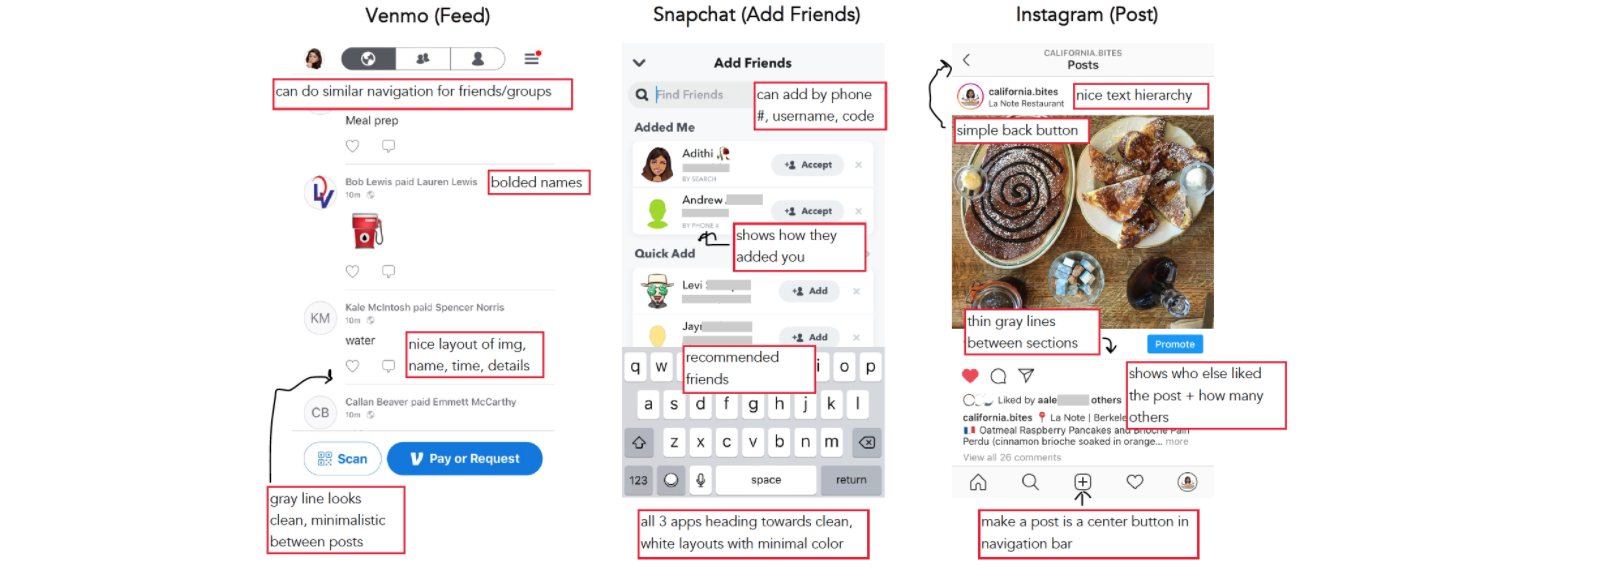 Venmo (Feed)
can do similar navigation for friends/groups
Meal prep
Bob Lewis paid Lauren Lewis
10m
bolded names
KM
Kale McIntosh paid Spencer Norris
10m
water
nice layout of img,
name, time, details
CB
Callan Beaver paid Emmett McCarthy
10m
Scan
Pay or Request
gray line looks
clean, minimalistic
between posts
Snapchat (Add Friends)
Add Friends
Find Friends
can add by phone
#, username, code
Added Me
Adithi
BY SEARCH
Accept
Andrew
BY PHONE #
Accept
shows how they
added you
Quick Add
Levi
Add
Jay
Add
recommended
friends
q w i o p
a s d f g h j k l
z x c v b n m
123 space return
all 3 apps heading towards clean,
white layouts with minimal color
Instagram (Post)
CALIFORNIA.BITES
Posts
california.bites
La Note Restaurant
nice text hierarchy
simple back button
thin gray lines
between sections
Promote
shows who else liked
the post + how many
others
Liked by aale others
california.bites La Note | Berkele
Oatmeal Raspberry Pancakes and Brioche Pain
Perdu (cinnamon brioche soaked in orange... more
View all 26 comments
make a post is a center button in
navigation bar